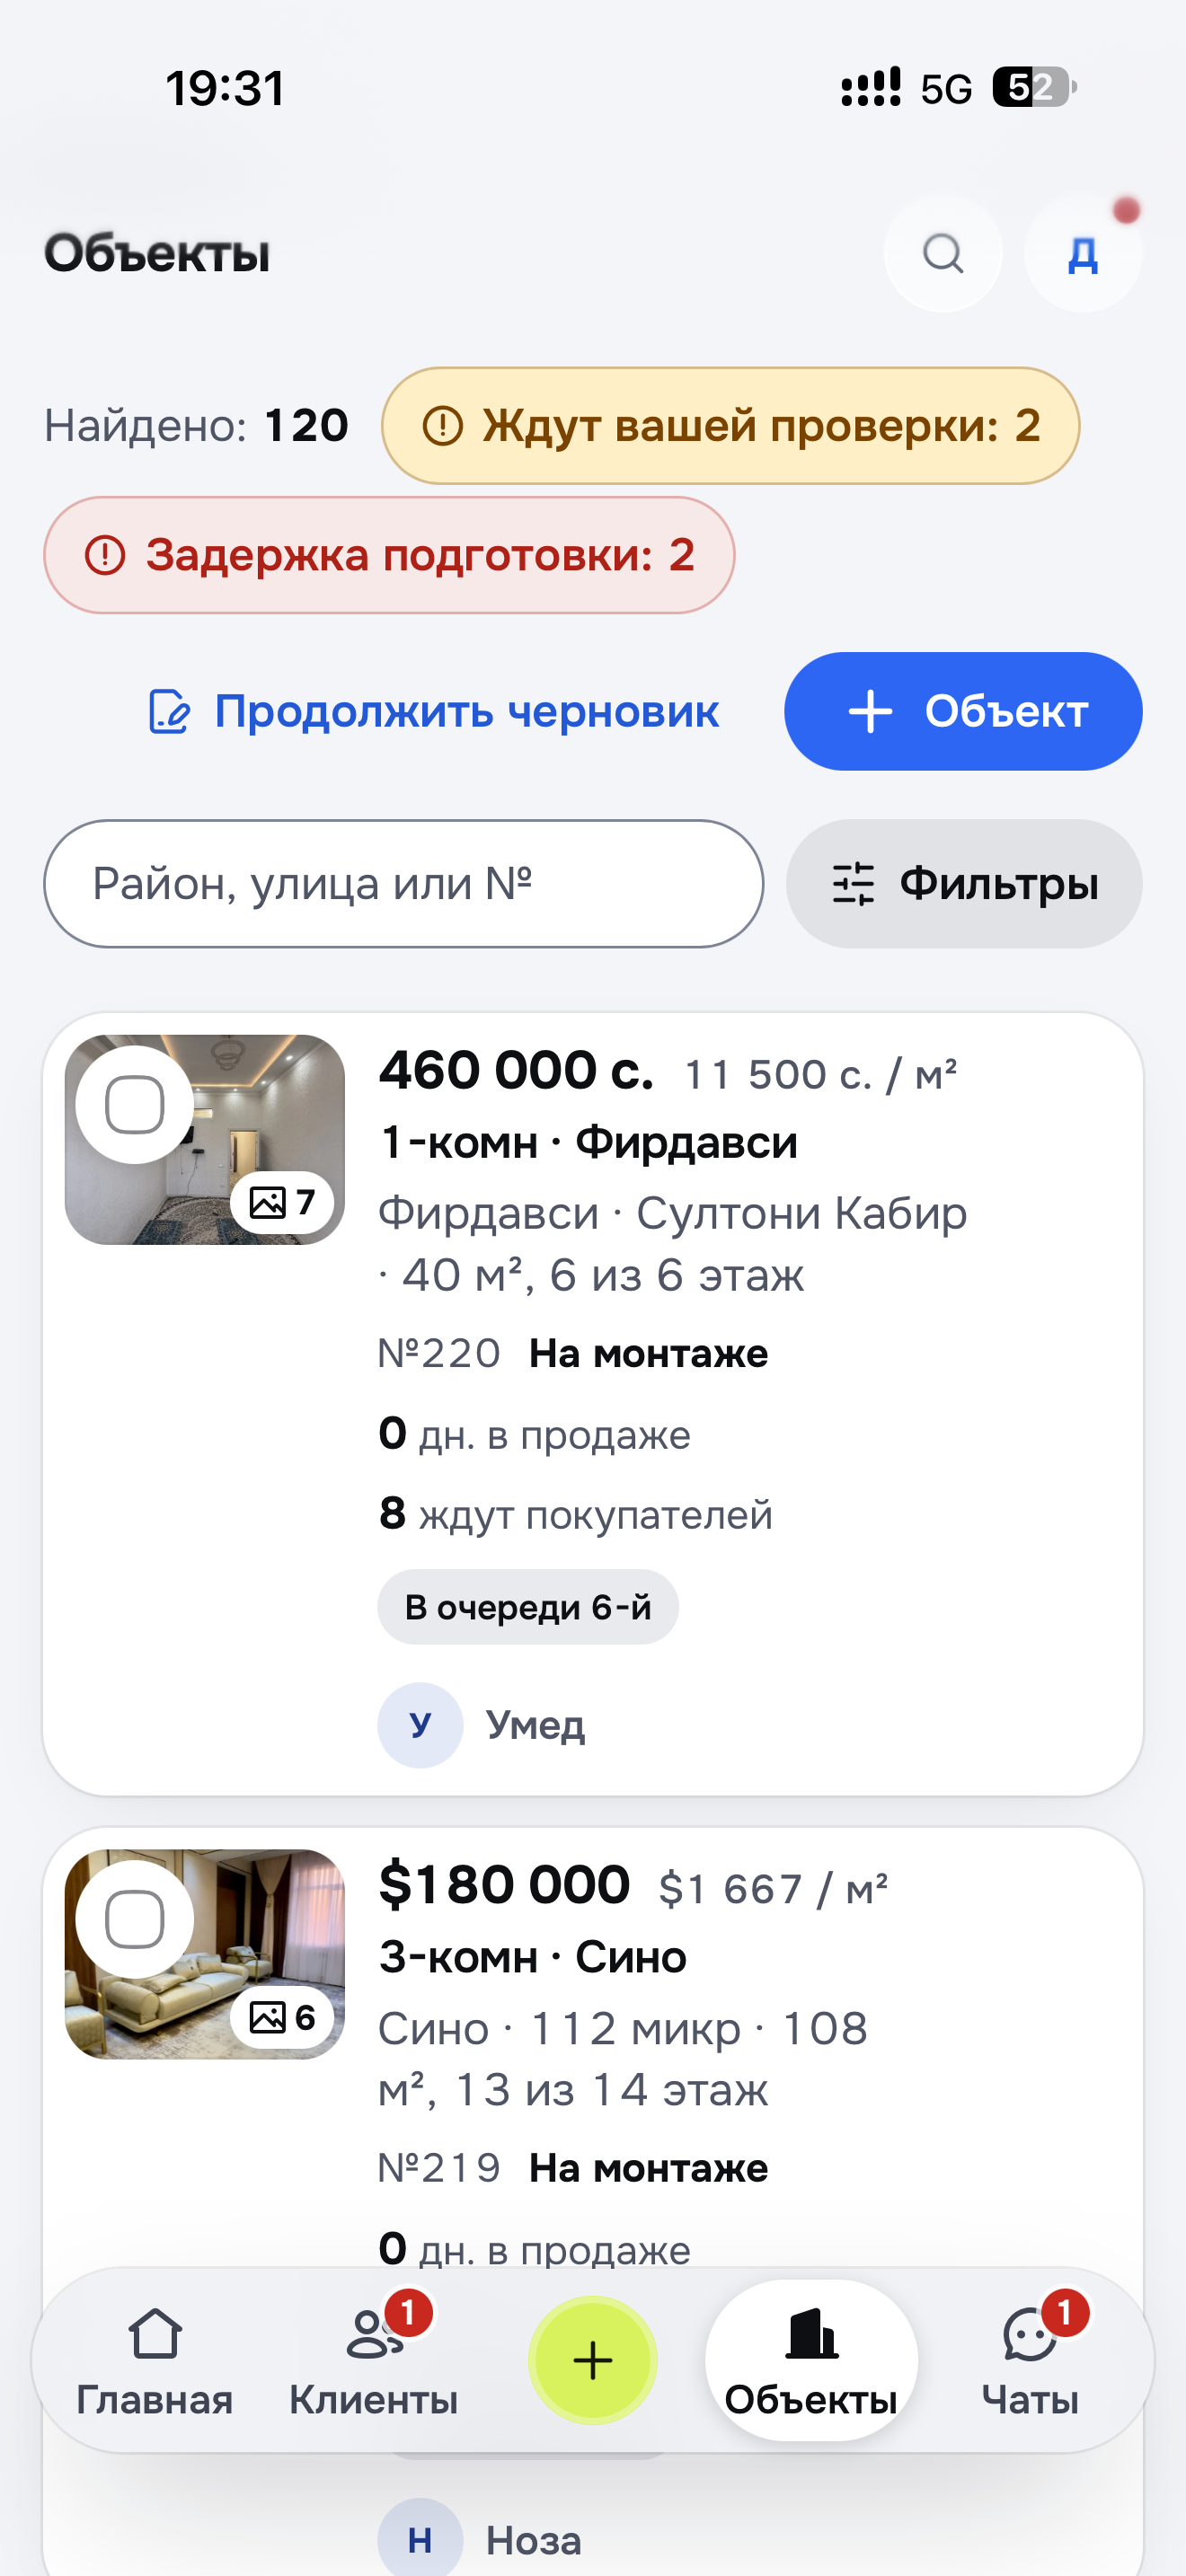 19:31 5G 52
Объекты Д
Найдено: 120 Ждут вашей проверки: 2
Задержка подготовки: 2
Продолжить черновик + Объект
Район, улица или № Фильтры
460 000 с. 11 500 с. / м²
1-комн · Фирдавси
7
Фирдавси · Султони Кабир
· 40 м², 6 из 6 этаж
№220 На монтаже
0 дн. в продаже
8 ждут покупателей
В очереди 6-й
У Умед
$180 000 $1 667 / м²
3-комн · Сино
6
Сино · 112 микр · 108
м², 13 из 14 этаж
№219 На монтаже
0 дн. в продаже
1 1
Главная Клиенты + Объекты Чаты
Н Ноза